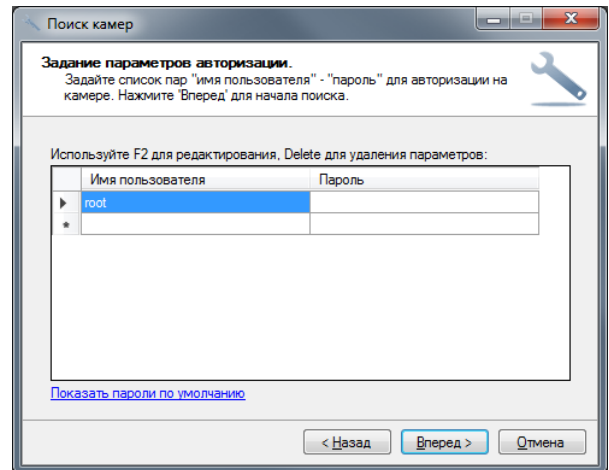 Поиск камер
Задание параметров авторизации.
Задайте список пар "имя пользователя" - "пароль" для авторизации на
камере. Нажмите 'Вперед' для начала поиска.
Используйте F2 для редактирования, Delete для удаления параметров:
Имя пользователя Пароль
root
Показать пароли по умолчанию
< Назад Вперед > Отмена